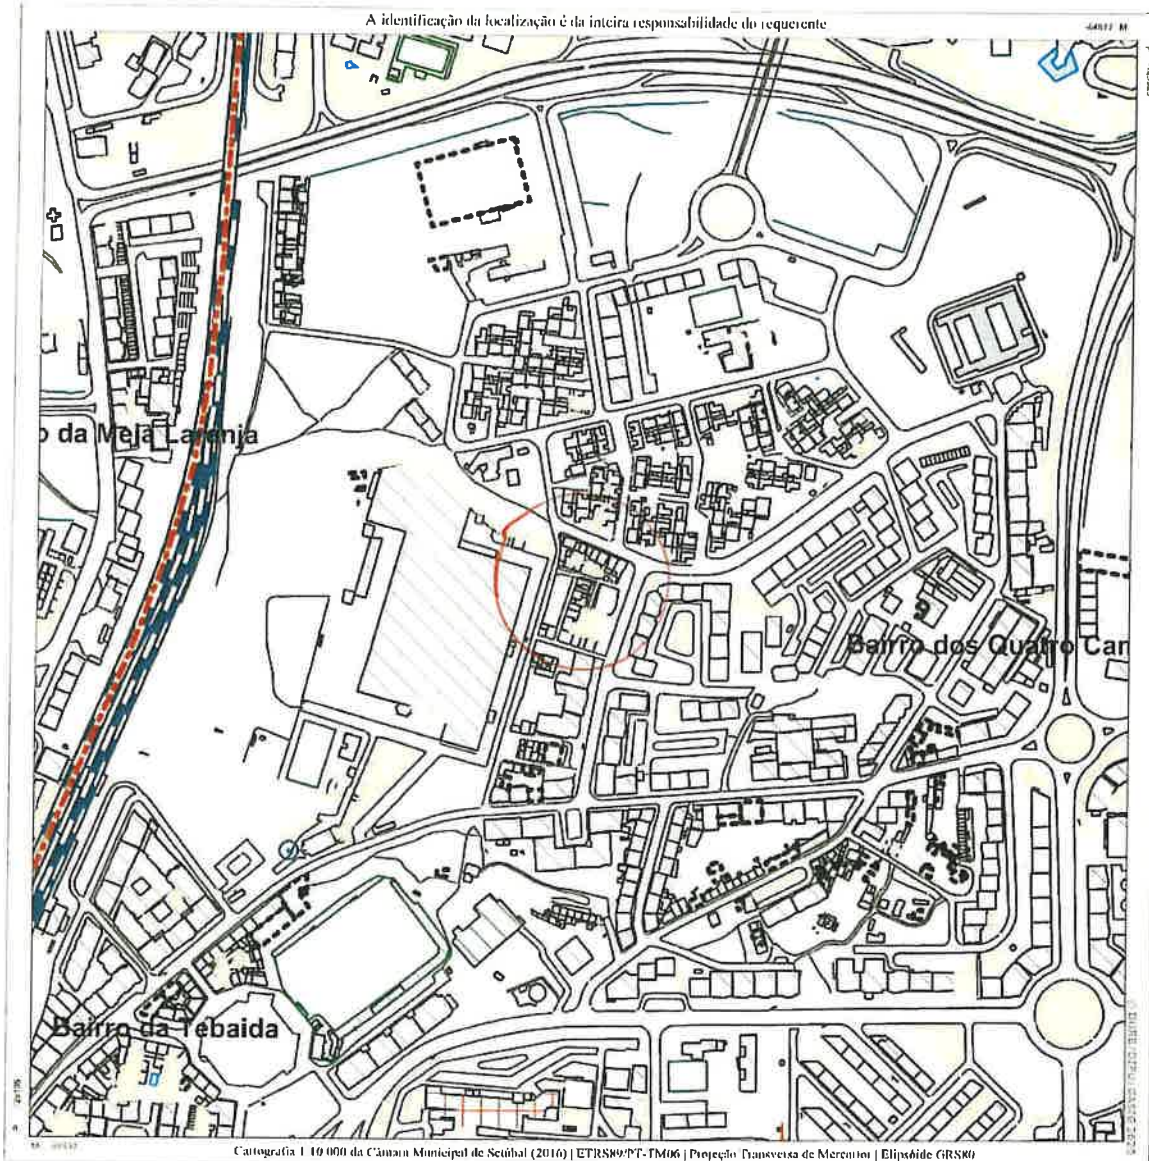 A identificação da localização é da inteira responsabilidade do requerente
o da Meia Laranja
Bairro dos Quatro Can
Bairro da Tebaida
Cartografia 1 10 000 da Câmara Municipal de Setúbal (2016) | ETRS89/PT-TM06 | Projeção Transversa de Mercator | Elipsóide GRS80